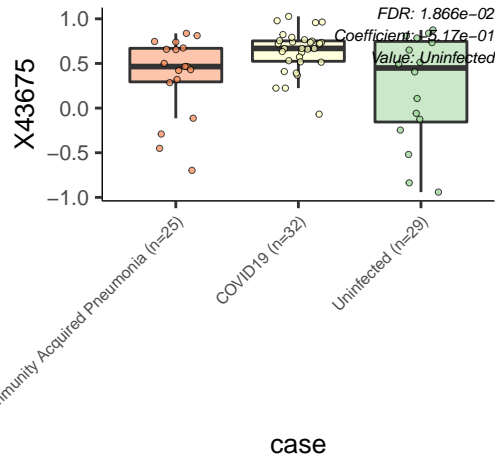 FDR: 1.866e-02
Coefficient: -5.17e-01
Value: Uninfected
X43675
1.0
0.5
0.0
−0.5
−1.0
mmunity Acquired Pneumonia (n=25)
COVID19 (n=32)
Uninfected (n=29)
case